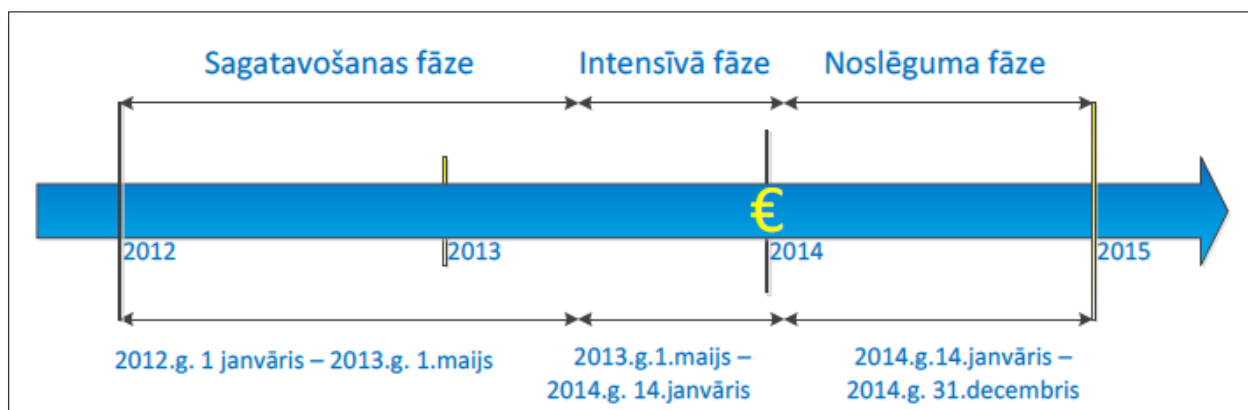 Sagatavošanas fāze
Intensīvā fāze
Noslēguma fāze
€
2012
2013
2014
2015
2012.g. 1 janvāris – 2013.g. 1.maijs
2013.g.1.maijs –
2014.g. 14.janvāris
2014.g.14.janvāris –
2014.g. 31.decembris